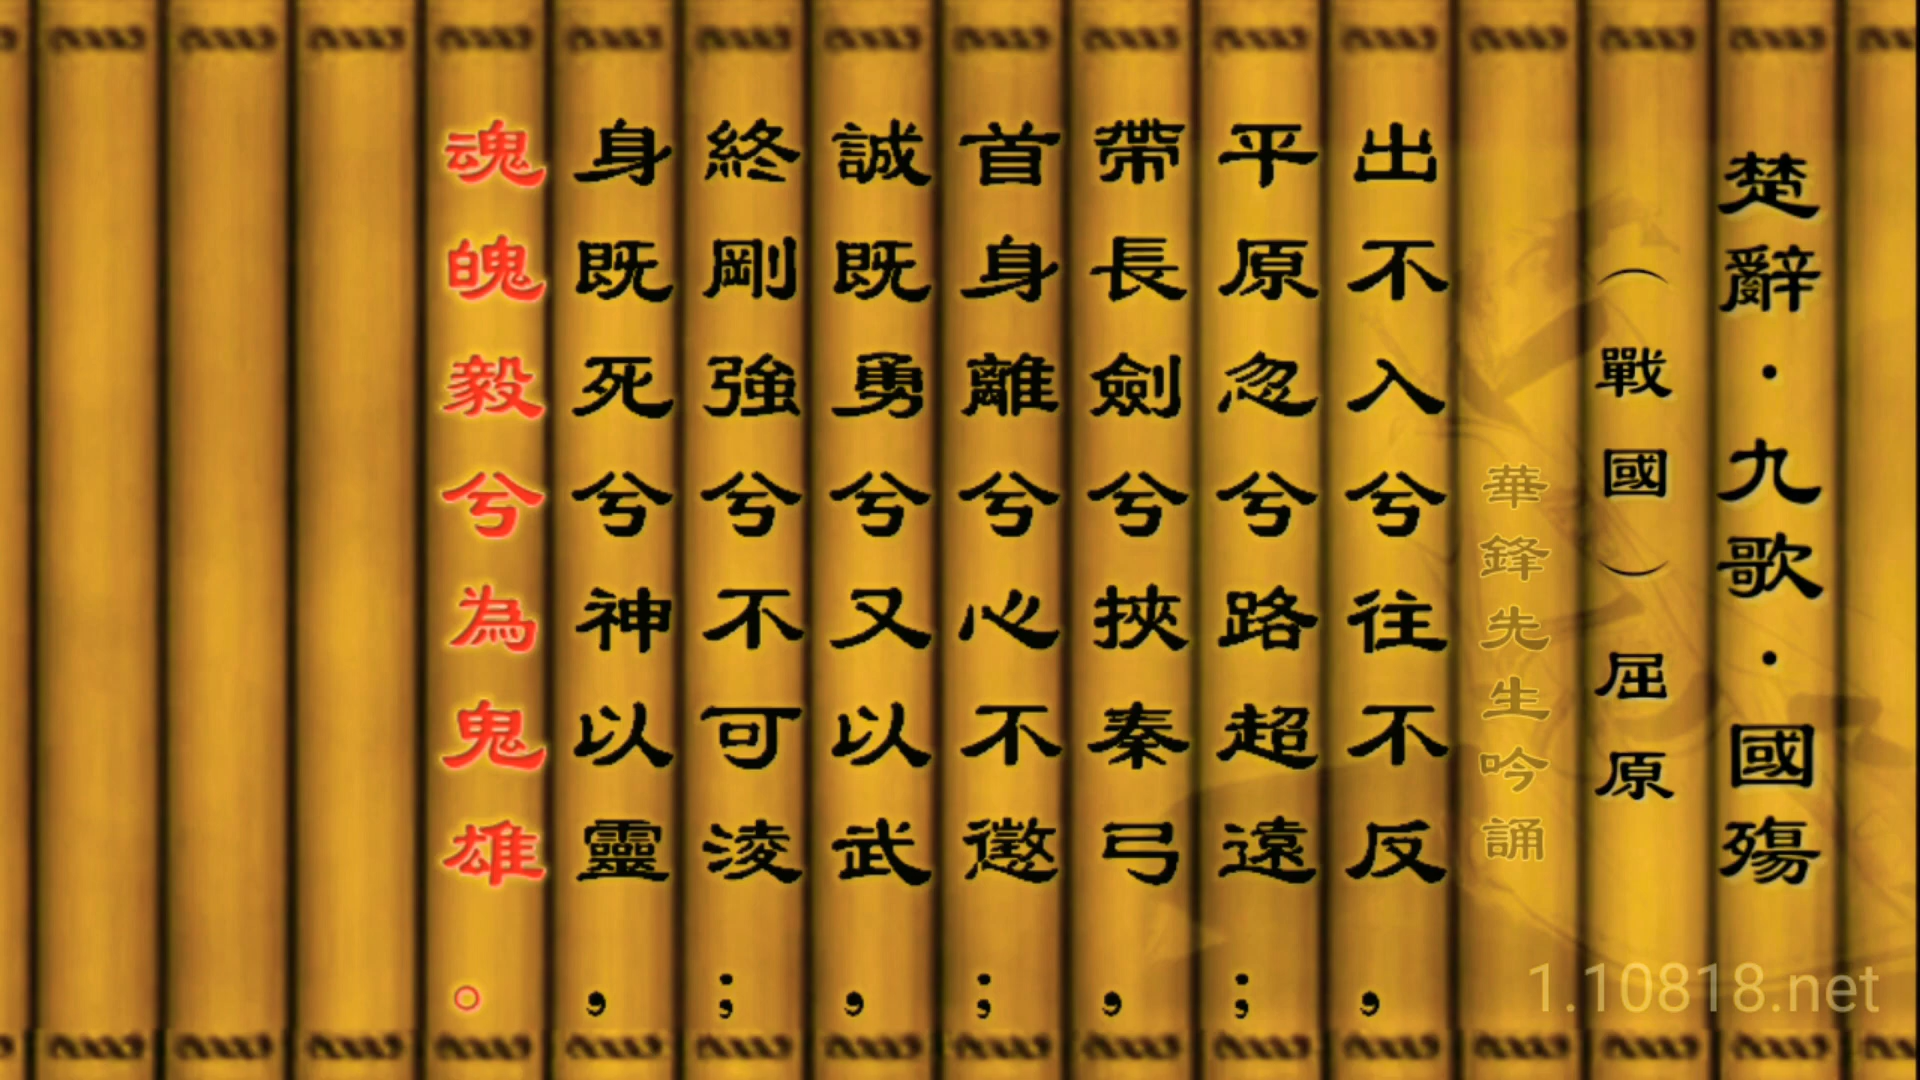 楚辭·九歌·國殤
（戰國）屈原
華鋒先生吟誦
出不入兮往不反，
平原忽兮路超遠；
帶長劍兮挾秦弓，
首身離兮心不懲；
誠既勇兮又以武，
終剛強兮不可淩；
身既死兮神以靈，
魂魄毅兮為鬼雄。
1.10818.net